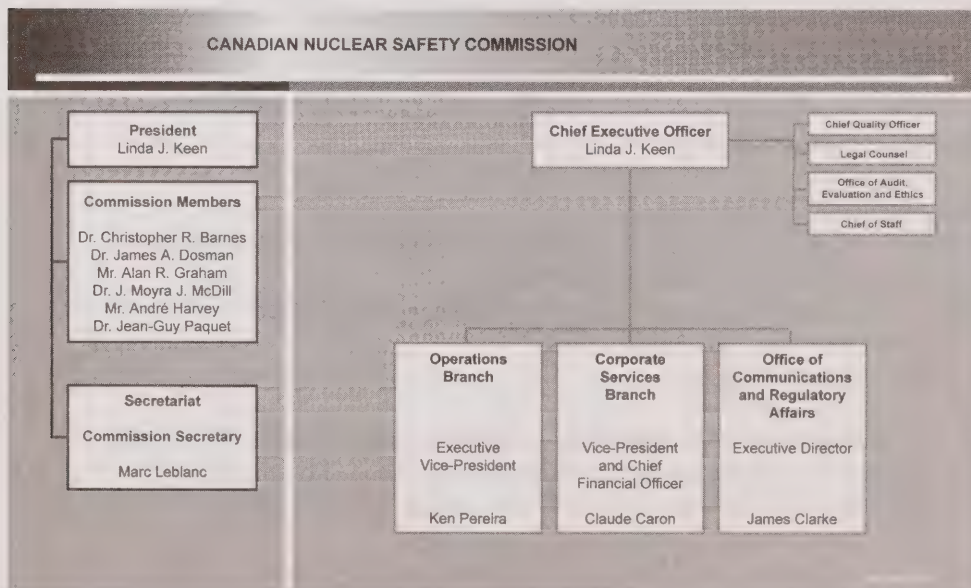 CANADIAN NUCLEAR SAFETY COMMISSION
President
Linda J. Keen
Commission Members
Dr. Christopher R. Barnes
Dr. James A. Dosman
Mr. Alan R. Graham
Dr. J. Moyra J. McDill
Mr. André Harvey
Dr. Jean-Guy Paquet
Secretariat
Commission Secretary
Marc Leblanc
Chief Executive Officer
Linda J. Keen
Chief Quality Officer
Legal Counsel
Office of Audit,
Evaluation and Ethics
Chief of Staff
Operations
Branch
Executive
Vice-President
Ken Pereira
Corporate
Services
Branch
Vice-President
and Chief
Financial Officer
Claude Caron
Office of
Communications
and Regulatory
Affairs
Executive Director
James Clarke